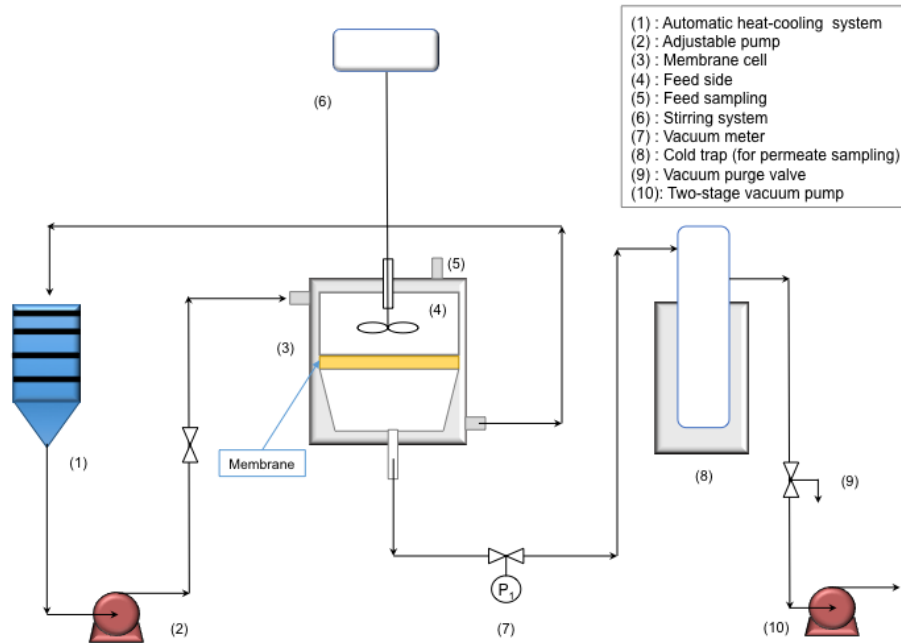 (1) : Automatic heat-cooling system
(2) : Adjustable pump
(3) : Membrane cell
(4) : Feed side
(5) : Feed sampling
(6) : Stirring system
(7) : Vacuum meter
(8) : Cold trap (for permeate sampling)
(9) : Vacuum purge valve
(10): Two-stage vacuum pump
(6)
(5)
(4)
(3)
Membrane
(1)
(8)
(9)
P1
(2)
(7)
(10)